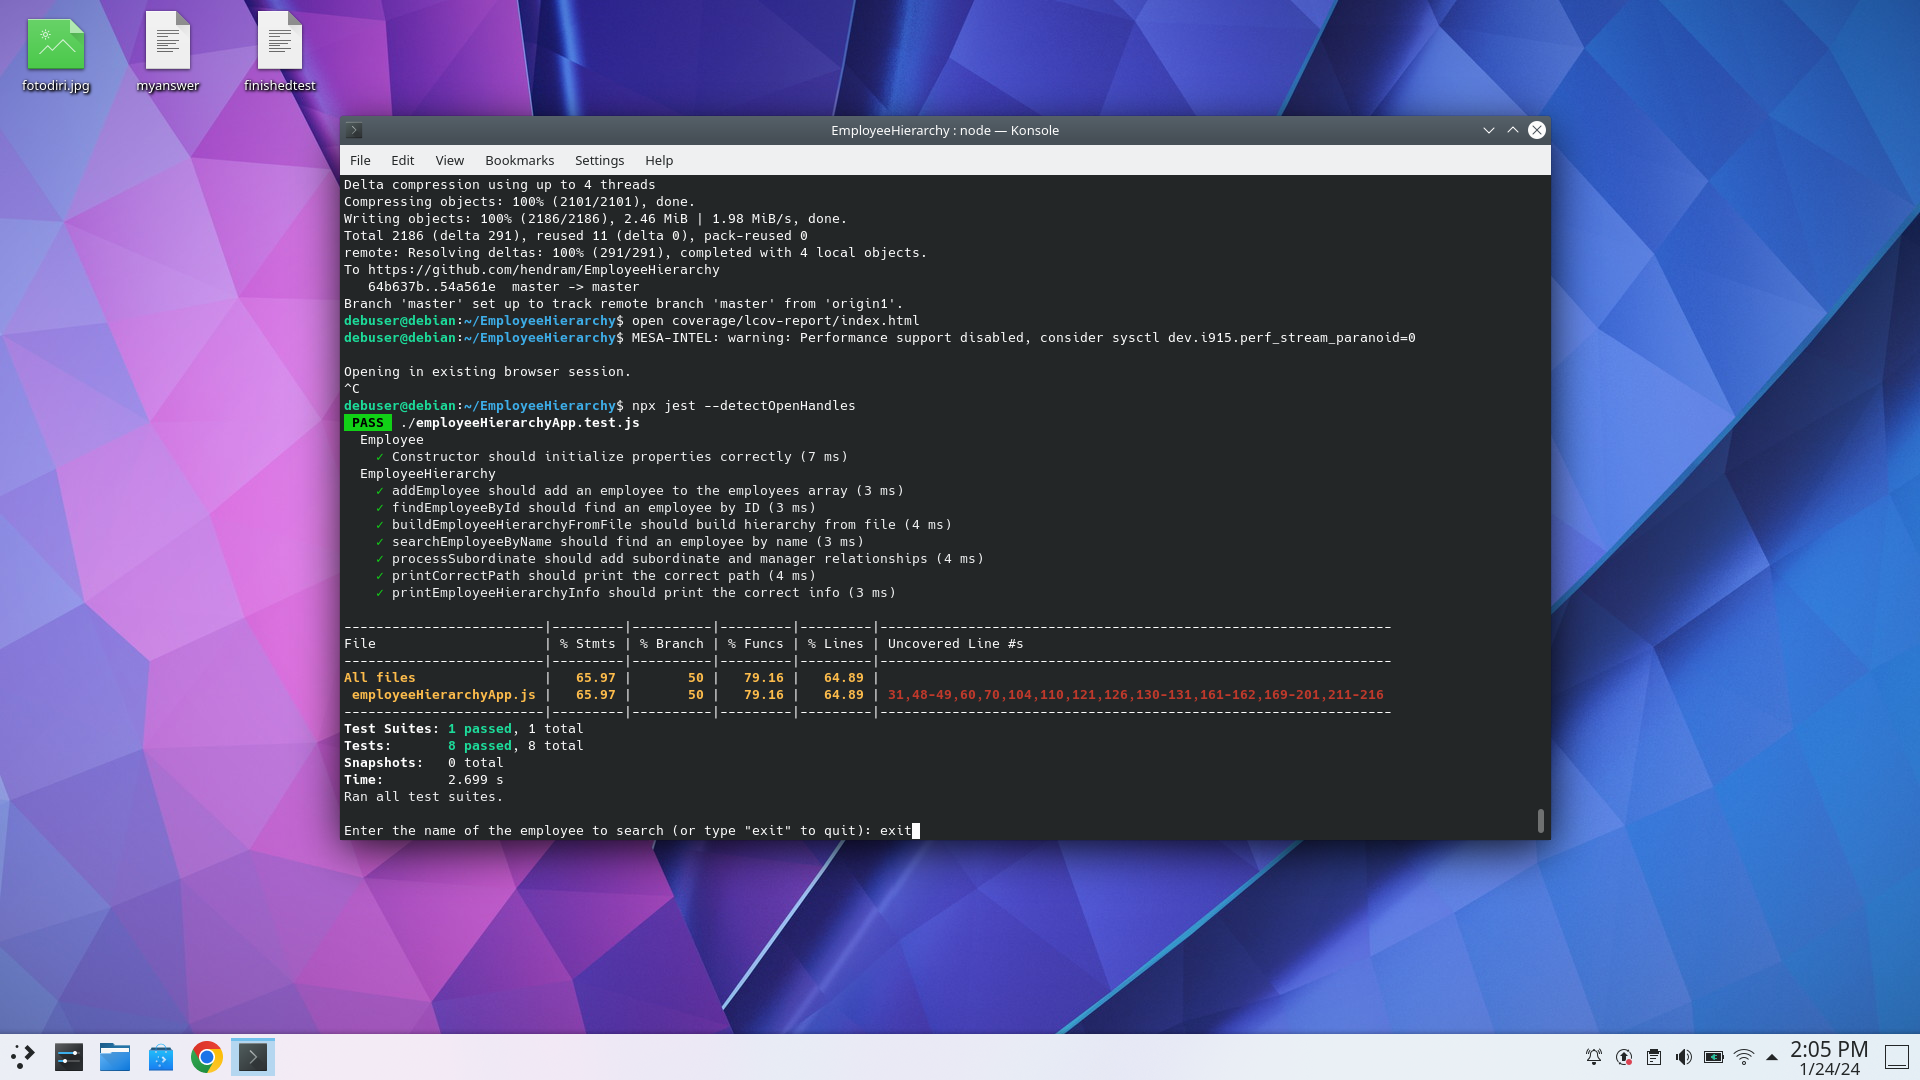 fotodiri.jpg
myanswer
finishedtest
EmployeeHierarchy : node — Konsole
File Edit View Bookmarks Settings Help
Delta compression using up to 4 threads
Compressing objects: 100% (2101/2101), done.
Writing objects: 100% (2186/2186), 2.46 MiB | 1.98 MiB/s, done.
Total 2186 (delta 291), reused 11 (delta 0), pack-reused 0
remote: Resolving deltas: 100% (291/291), completed with 4 local objects.
To https://github.com/hendram/EmployeeHierarchy
   64b637b..54a561e  master -> master
Branch 'master' set up to track remote branch 'master' from 'origin1'.
debuser@debian:~/EmployeeHierarchy$ open coverage/lcov-report/index.html
debuser@debian:~/EmployeeHierarchy$ MESA-INTEL: warning: Performance support disabled, consider sysctl dev.i915.perf_stream_paranoid=0
Opening in existing browser session.
^C
debuser@debian:~/EmployeeHierarchy$ npx jest --detectOpenHandles
PASS ./employeeHierarchyApp.test.js
  Employee
    ✓ Constructor should initialize properties correctly (7 ms)
  EmployeeHierarchy
    ✓ addEmployee should add an employee to the employees array (3 ms)
    ✓ findEmployeeById should find an employee by ID (3 ms)
    ✓ buildEmployeeHierarchyFromFile should build hierarchy from file (4 ms)
    ✓ searchEmployeeByName should find an employee by name (3 ms)
    ✓ processSubordinate should add subordinate and manager relationships (4 ms)
    ✓ printCorrectPath should print the correct path (4 ms)
    ✓ printEmployeeHierarchyInfo should print the correct info (3 ms)
-------------------------|---------|----------|---------|---------|----------------------------------------------------------------
File                     | % Stmts | % Branch | % Funcs | % Lines | Uncovered Line #s
-------------------------|---------|----------|---------|---------|----------------------------------------------------------------
All files                |   65.97 |       50 |   79.16 |   64.89 |
 employeeHierarchyApp.js |   65.97 |       50 |   79.16 |   64.89 | 31,48-49,60,70,104,110,121,126,130-131,161-162,169-201,211-216
-------------------------|---------|----------|---------|---------|----------------------------------------------------------------
Test Suites: 1 passed, 1 total
Tests:       8 passed, 8 total
Snapshots:   0 total
Time:        2.699 s
Ran all test suites.
Enter the name of the employee to search (or type "exit" to quit): exit
2:05 PM
1/24/24